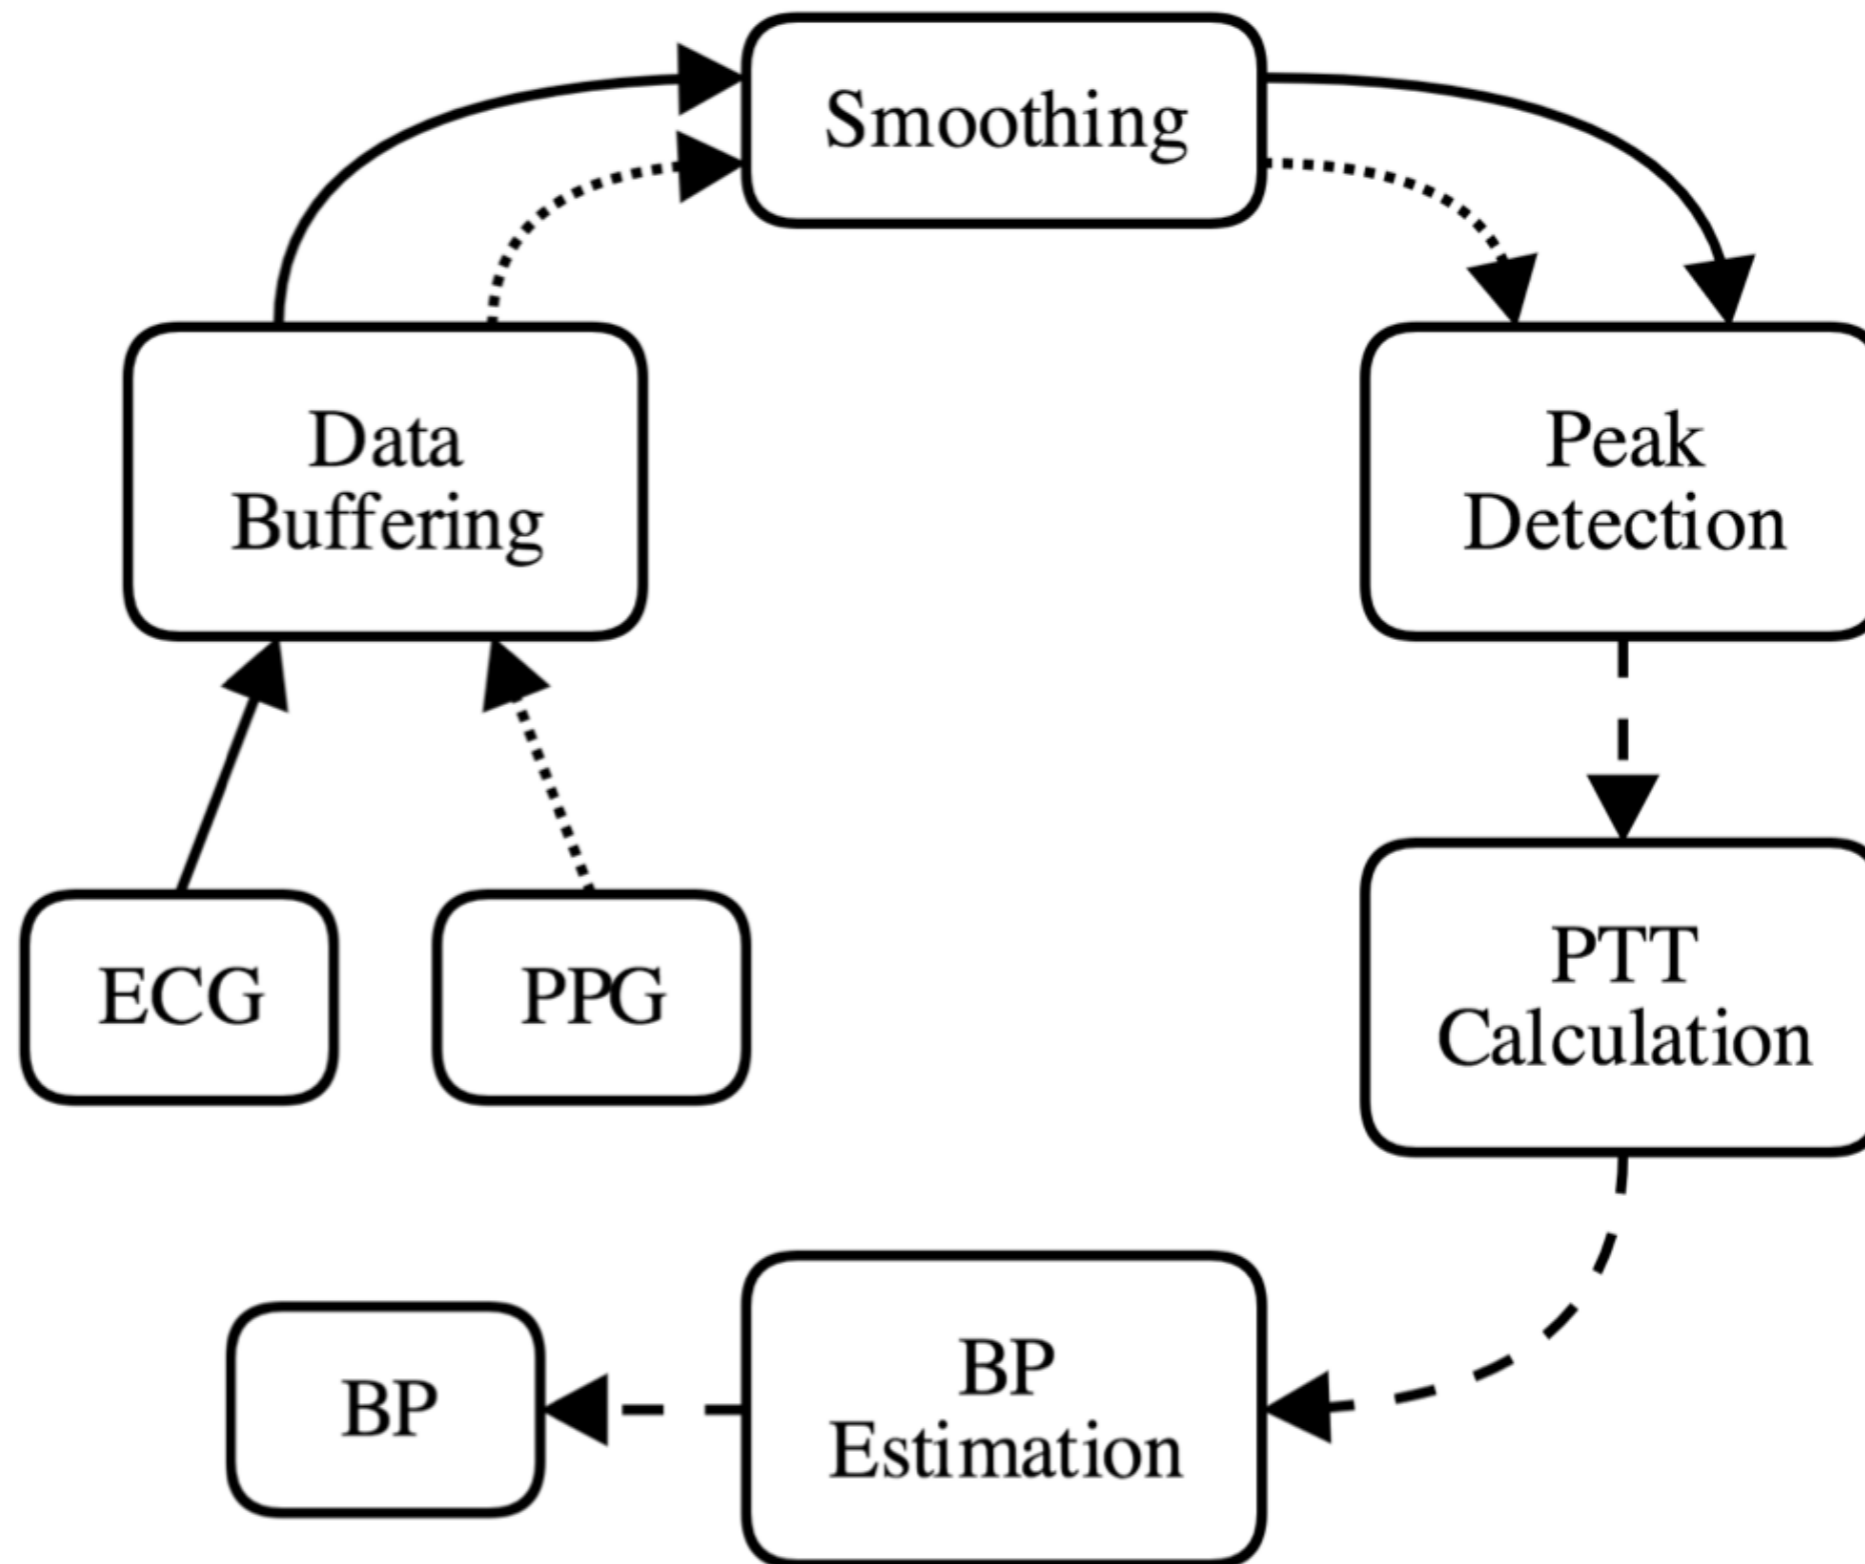 Smoothing
Data
Buffering
Peak
Detection
ECG
PPG
PTT
Calculation
BP
BP
Estimation